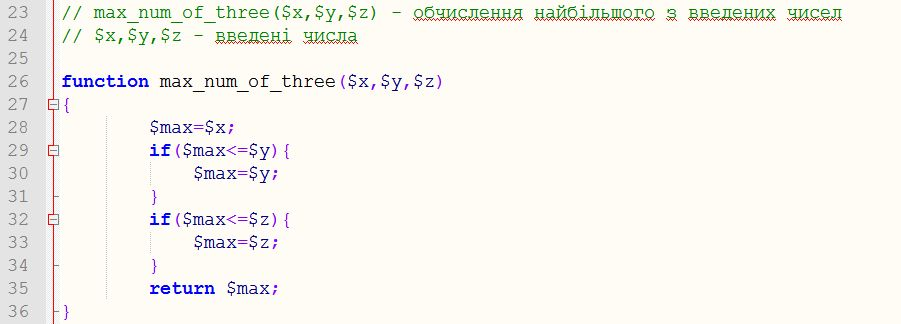 23 // max_num_of_three($x,$y,$z) - обчислення найбільшого з введених чисел
24 // $x,$y,$z - введені числа
25
26 function max_num_of_three($x,$y,$z)
27 {
28 $max=$x;
29 if($max<=$y){
30 $max=$y;
31 }
32 if($max<=$z){
33 $max=$z;
34 }
35 return $max;
36 }